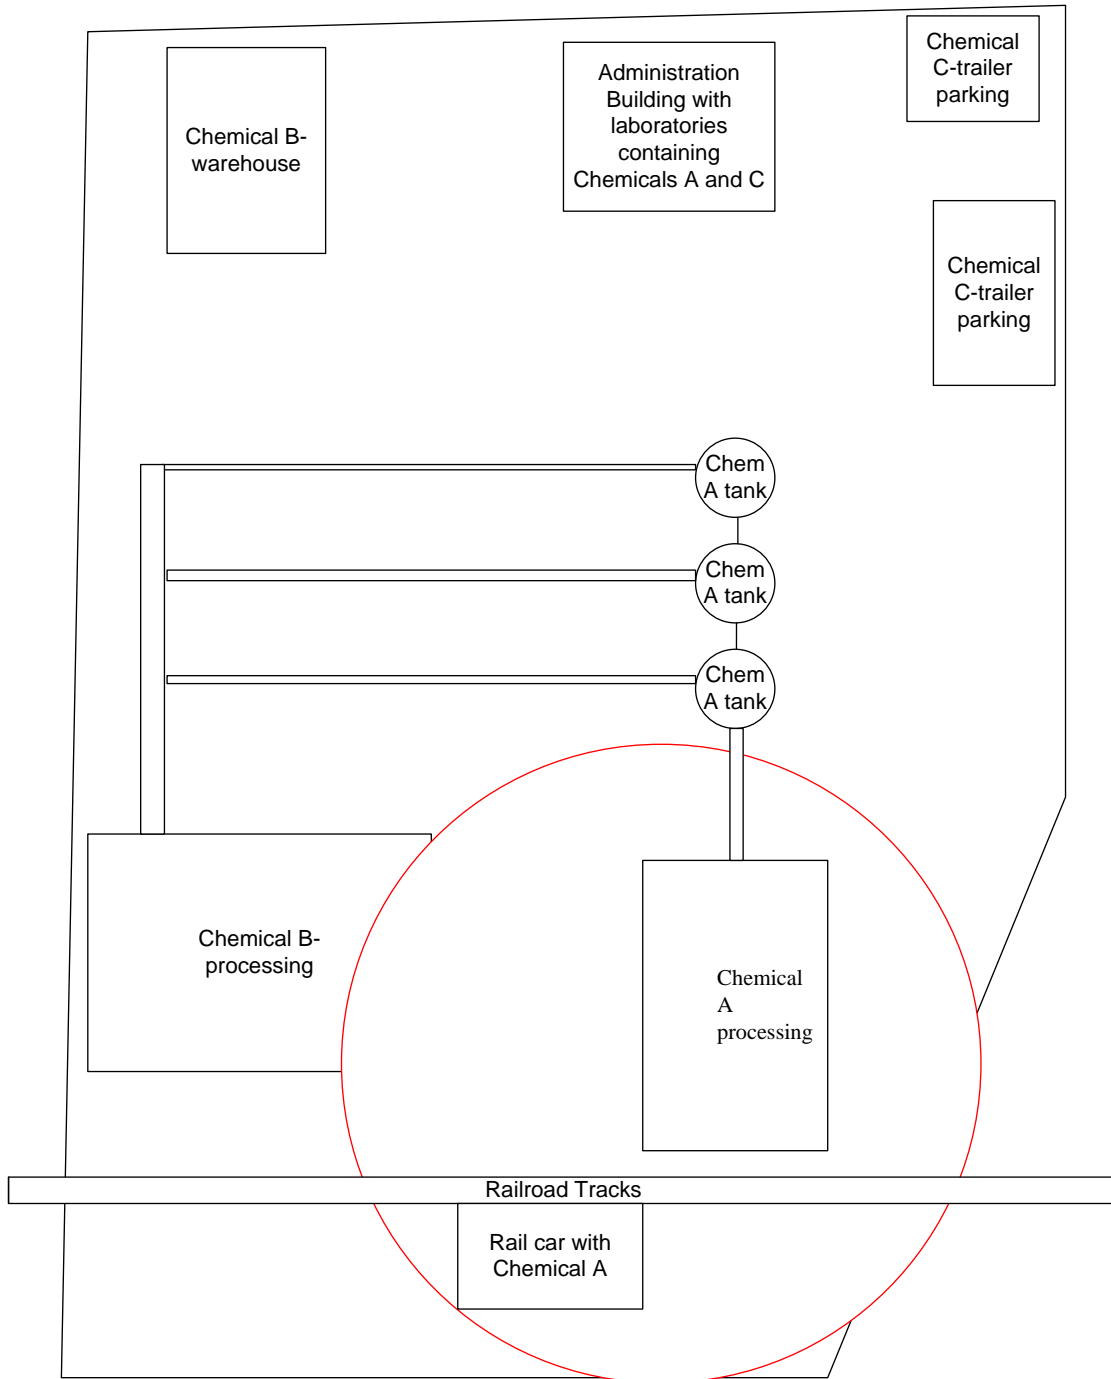 Chemical
C-trailer
parking
Administration
Building with
laboratories
containing
Chemicals A and C
Chemical B-
warehouse
Chemical
C-trailer
parking
Chem
A tank
Chem
A tank
Chem
A tank
Chemical B-
processing
Chemical
A
processing
Railroad Tracks
Rail car with
Chemical A